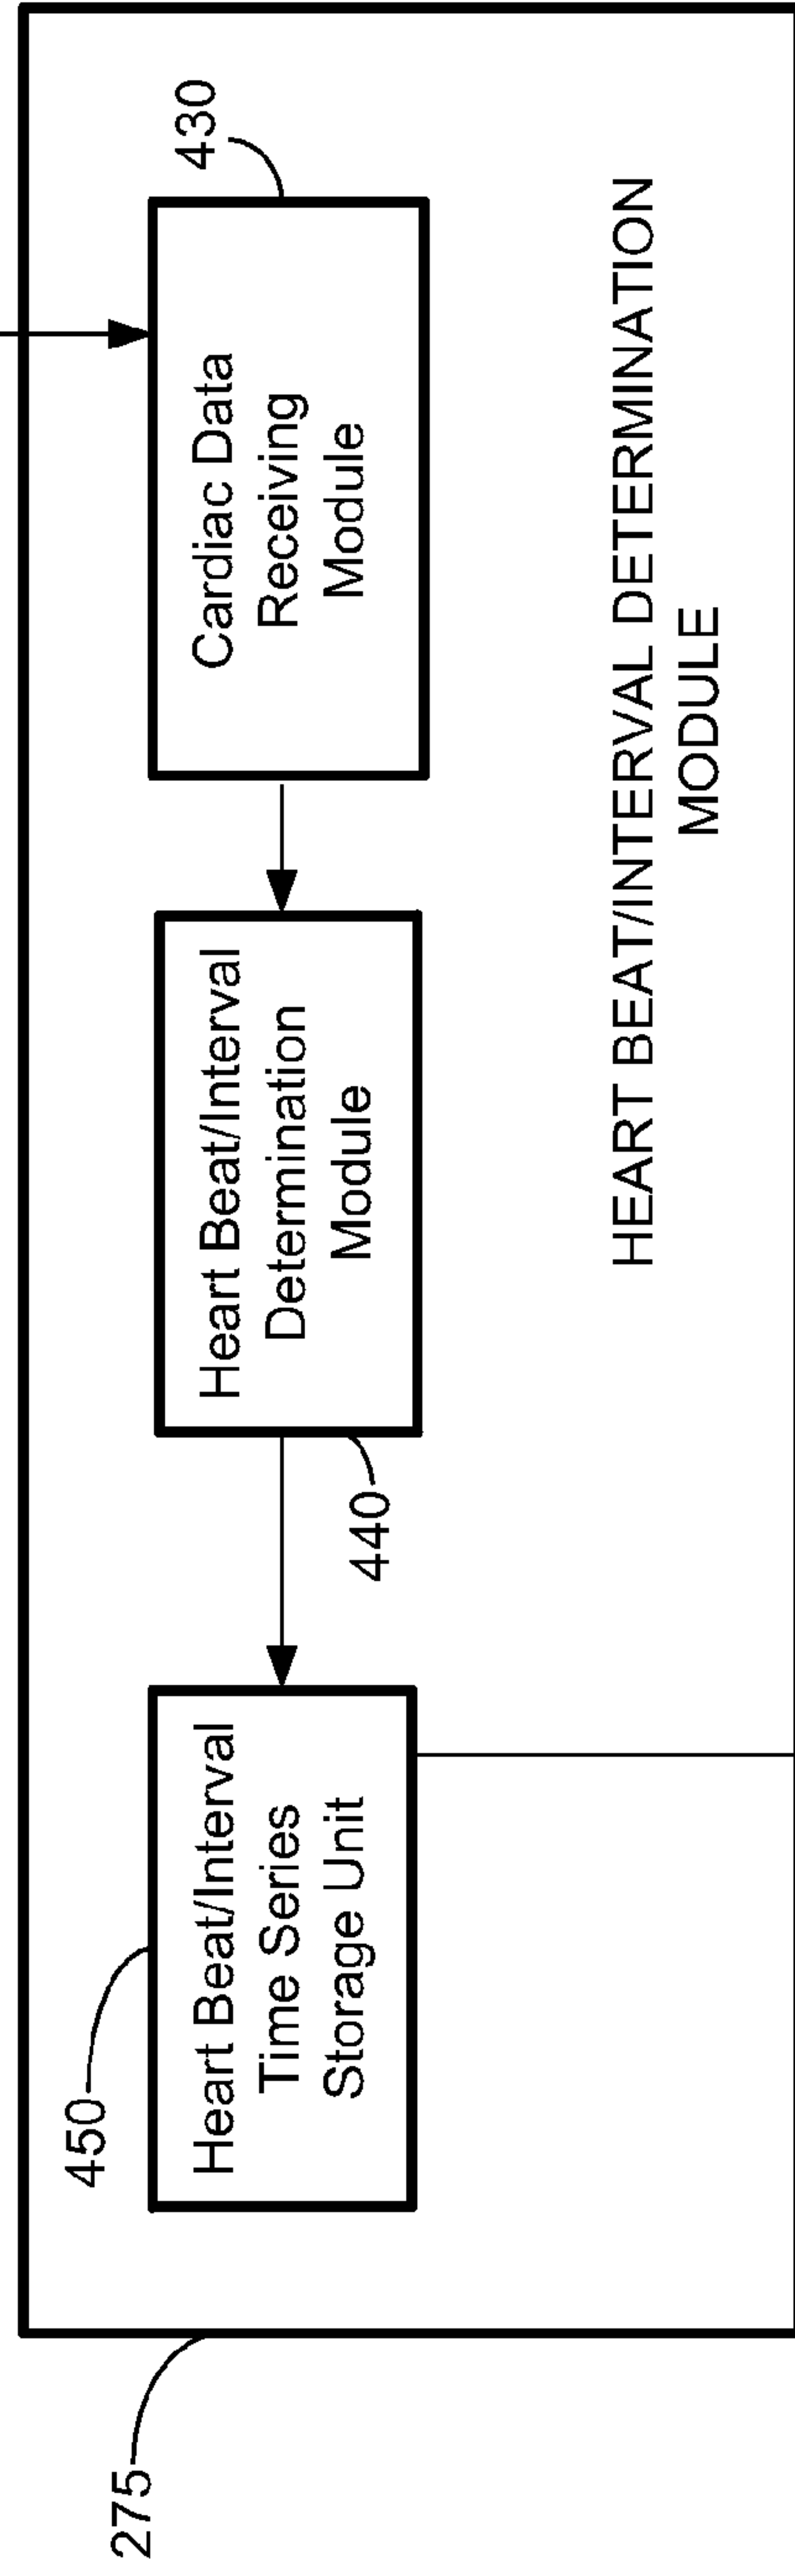 275
450
Heart Beat/Interval
Time Series
Storage Unit
440
Heart Beat/Interval
Determination
Module
430
Cardiac Data
Receiving
Module
HEART BEAT/INTERVAL DETERMINATION
MODULE